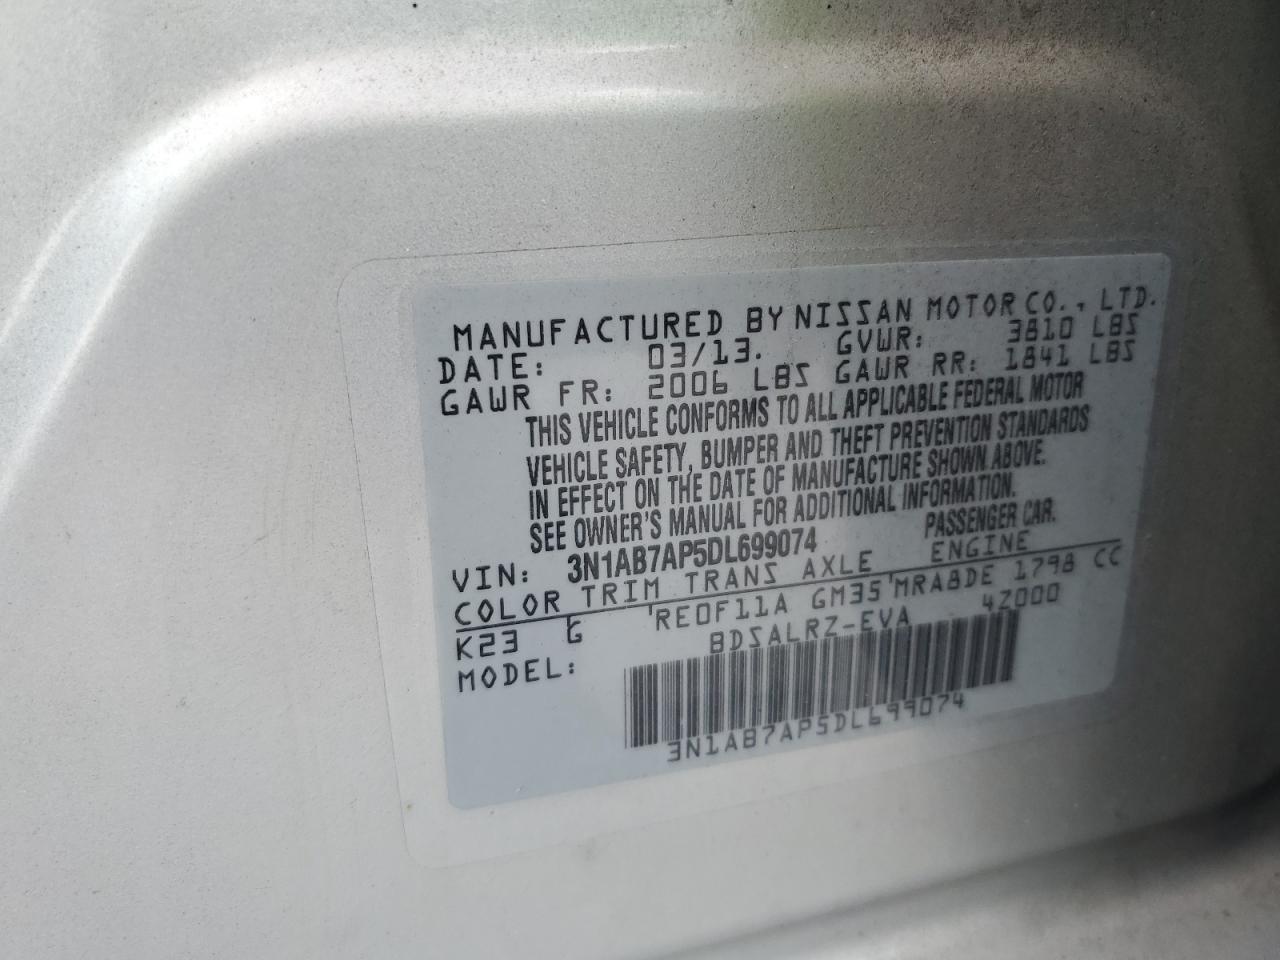 MANUFACTURED BY NISSAN MOTOR CO., LTD.
DATE: 03/13. GVWR: 3810 LBS
GAWR FR: 2006 LBS GAWR RR: 1841 LBS
THIS VEHICLE CONFORMS TO ALL APPLICABLE FEDERAL MOTOR
VEHICLE SAFETY, BUMPER AND THEFT PREVENTION STANDARDS
IN EFFECT ON THE DATE OF MANUFACTURE SHOWN ABOVE.
SEE OWNER'S MANUAL FOR ADDITIONAL INFORMATION.
VIN: 3N1AB7AP5DL699074 PASSENGER CAR.
COLOR TRIM TRANS AXLE ENGINE
K23 G RE0F11A GM35 MRA8DE 1798 CC
MODEL: BDSALRZ-EVA 4Z000
3N1AB7AP5DL699074